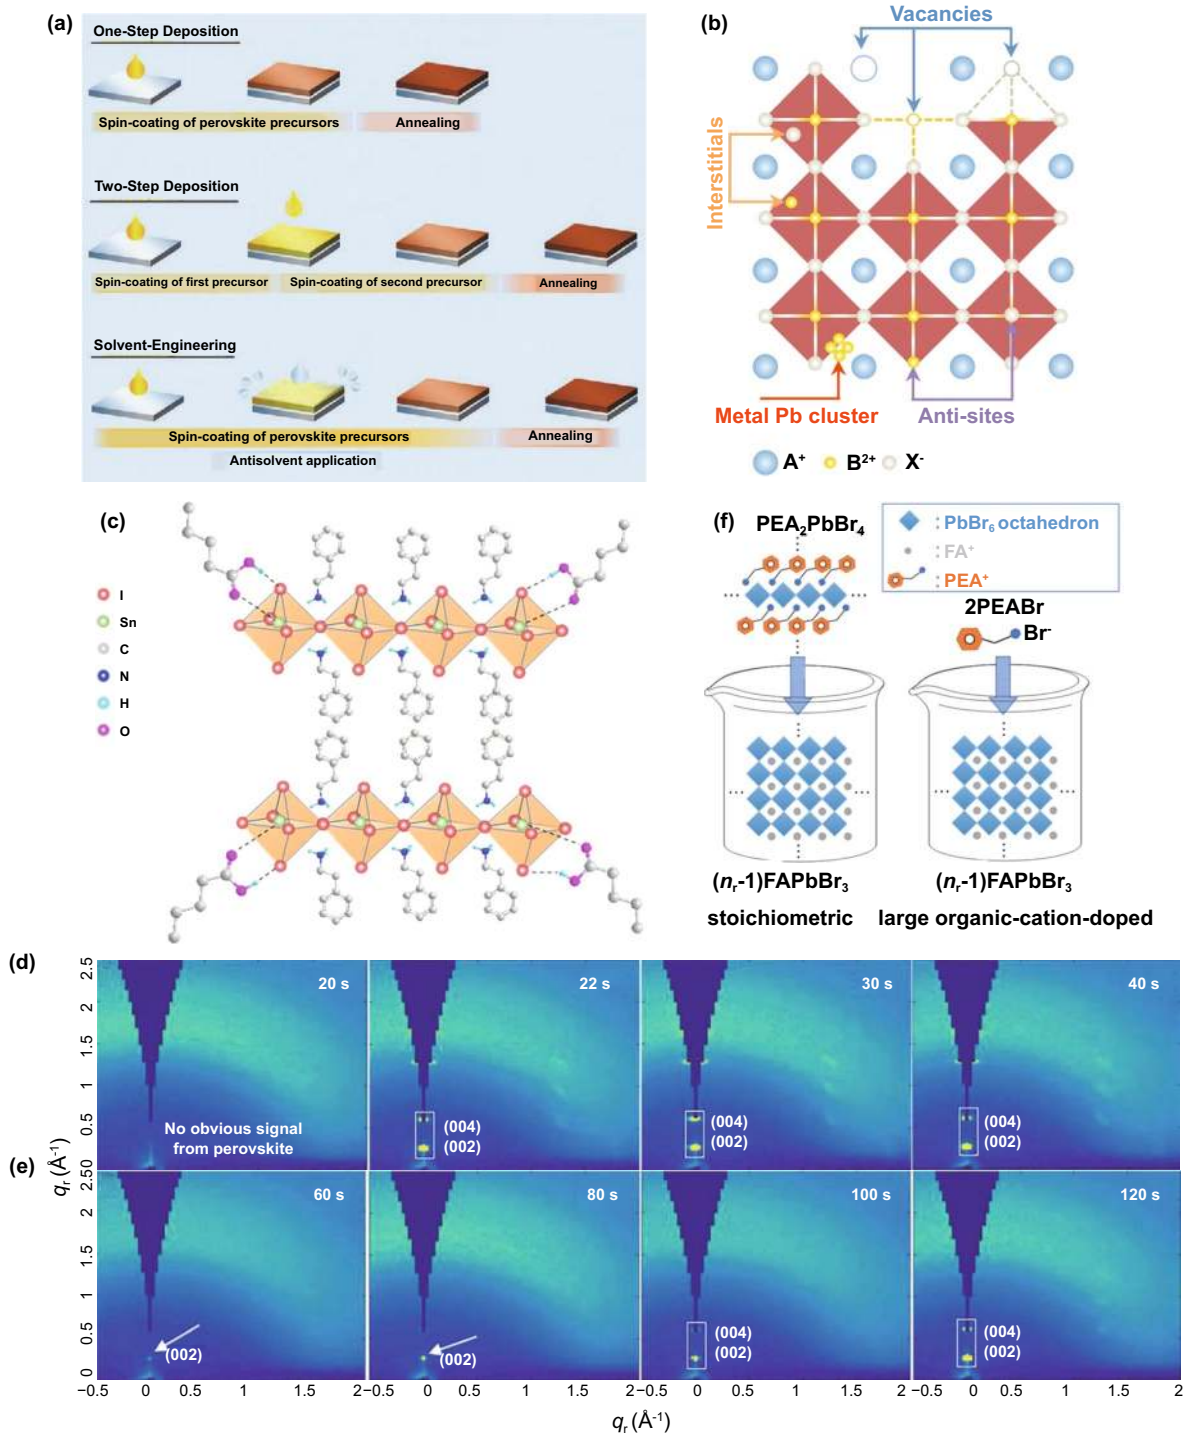 (a)
One-Step Deposition
Spin-coating of perovskite precursors
Annealing
Two-Step Deposition
Spin-coating of first precursor
Spin-coating of second precursor
Annealing
Solvent-Engineering
Spin-coating of perovskite precursors
Annealing
Antisolvent application
(b)
Vacancies
Interstitials
Metal Pb cluster
Anti-sites
A⁺
B²⁺
X⁻
(c)
I
Sn
C
N
H
O
(f)
PEA₂PbBr₄
: PbBr₆ octahedron
: FA⁺
: PEA⁺
2PEABr
Br⁻
(nᵣ-1)FAPbBr₃
stoichiometric
(nᵣ-1)FAPbBr₃
large organic-cation-doped
(d)
2.5
2
1.5
1
0.5
0
20 s
No obvious signal
from perovskite
22 s
(004)
(002)
30 s
(004)
(002)
40 s
(004)
(002)
qᵣ (Å⁻¹)
(e)
2.5
2
1.5
1
0.5
0
60 s
(002)
80 s
(002)
100 s
(004)
(002)
120 s
(004)
(002)
−0.5 0 0.5 1 1.5 2
−0.5 0 0.5 1 1.5 2
−0.5 0 0.5 1 1.5 2
−0.5 0 0.5 1 1.5 2
qᵣ (Å⁻¹)